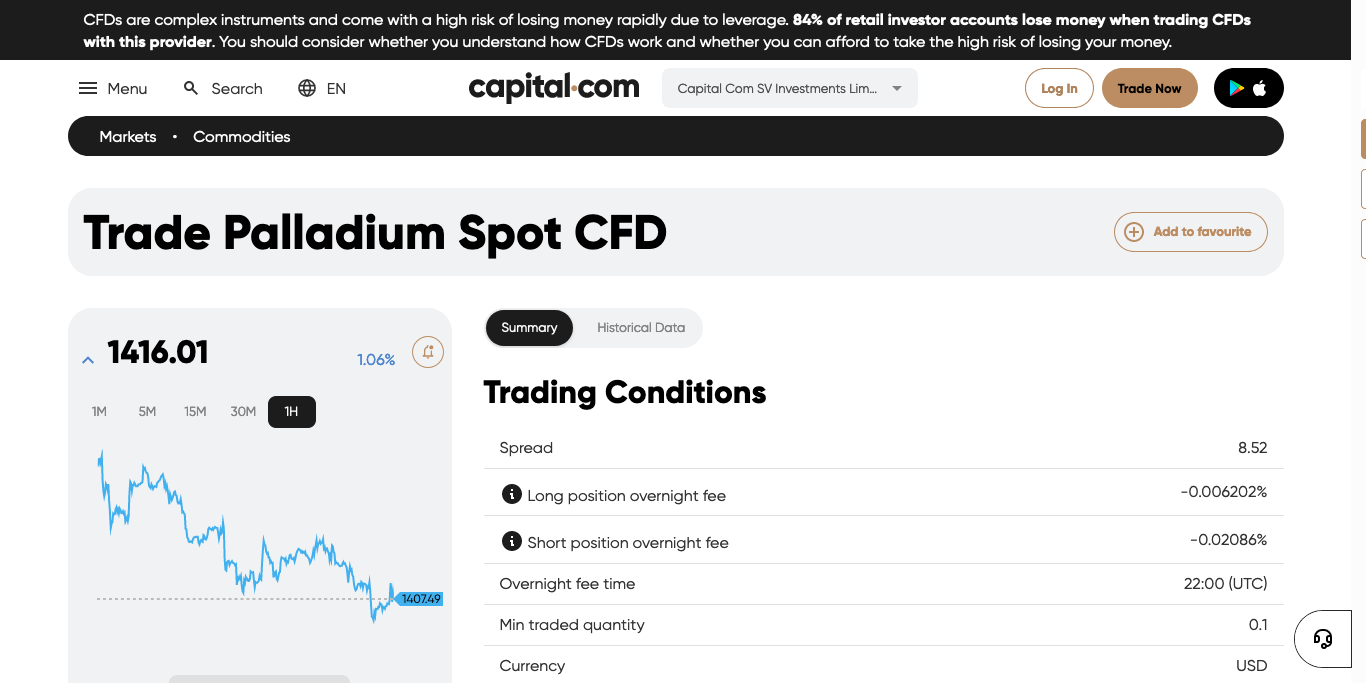 CFDs are complex instruments and come with a high risk of losing money rapidly due to leverage. 84% of retail investor accounts lose money when trading CFDs
with this provider. You should consider whether you understand how CFDs work and whether you can afford to take the high risk of losing your money.
Menu
Search
EN
capital.com
Capital Com SV Investments Lim...
Log In
Trade Now
Markets • Commodities
Trade Palladium Spot CFD
Add to favourite
1416.01
1.06%
1M 5M 15M 30M 1H
1407.49
Summary
Historical Data
Trading Conditions
Spread 8.52
Long position overnight fee -0.006202%
Short position overnight fee -0.02086%
Overnight fee time 22:00 (UTC)
Min traded quantity 0.1
Currency USD